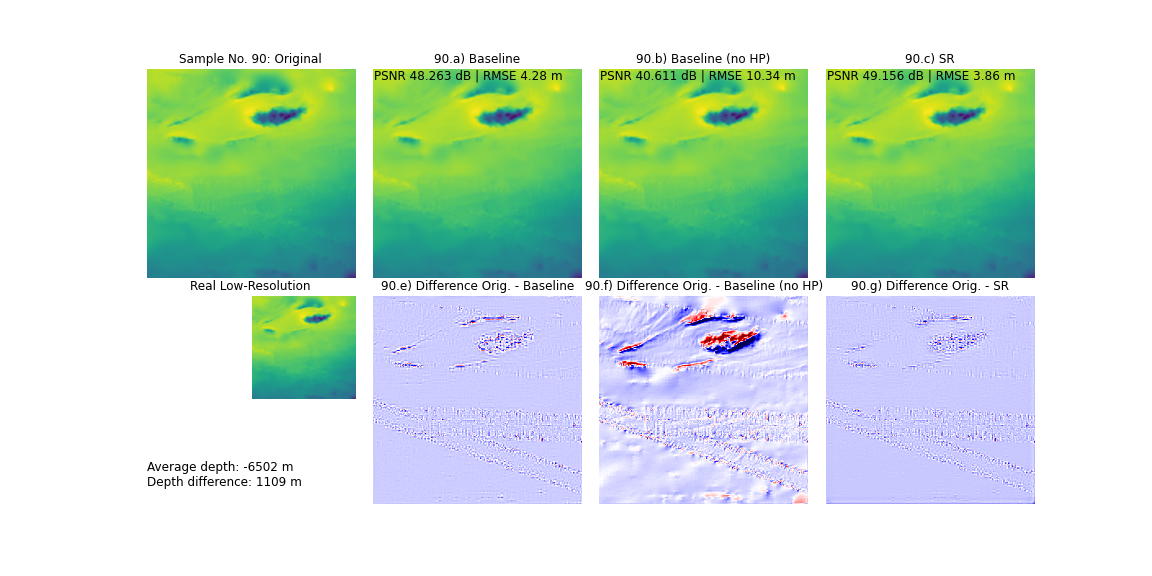 Sample No. 90: Original
90.a) Baseline
90.b) Baseline (no HP)
90.c) SR
PSNR 48.263 dB | RMSE 4.28 m
PSNR 40.611 dB | RMSE 10.34 m
PSNR 49.156 dB | RMSE 3.86 m
Real Low-Resolution
90.e) Difference Orig. - Baseline
90.f) Difference Orig. - Baseline (no HP)
90.g) Difference Orig. - SR
Average depth: -6502 m
Depth difference: 1109 m